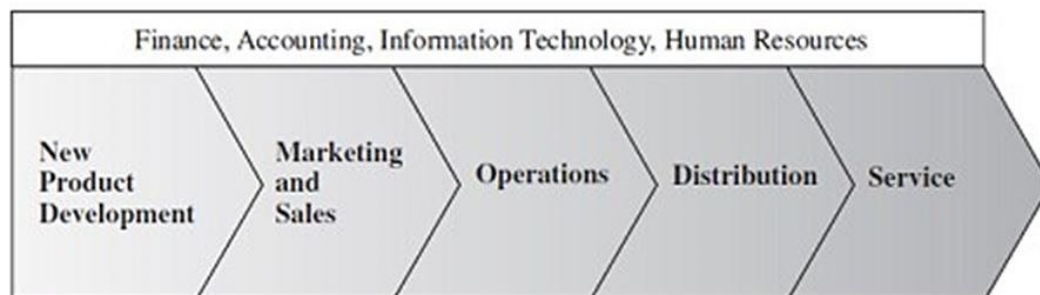 Finance, Accounting, Information Technology, Human Resources
New
Product
Development
Marketing
and
Sales
Operations
Distribution
Service